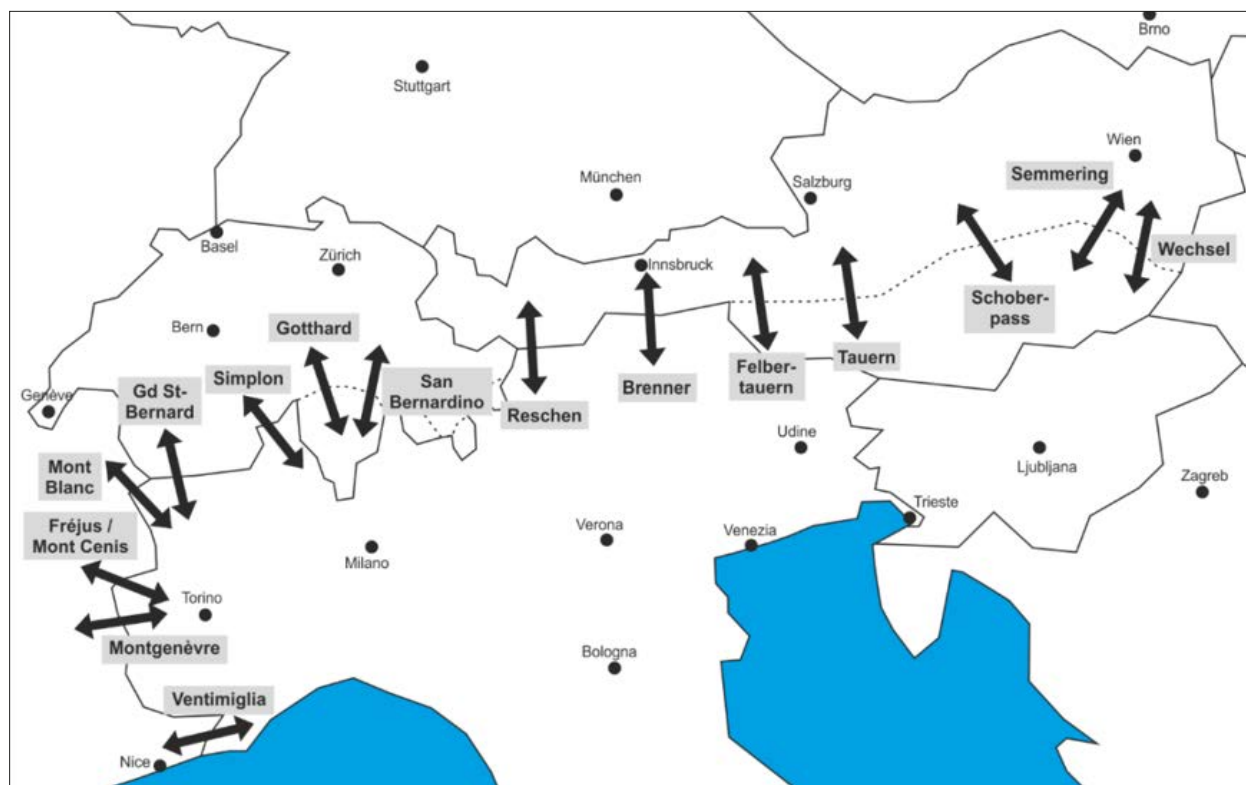 Brno
Stuttgart
Wien
Semmering
München
Salzburg
Basel
Zürich
Innsbruck
Wechsel
Schober-
pass
Bern
Gotthard
Tauern
Felber-
tauern
Brenner
Simplon
San
Bernardino
Reschen
Genève
Gd St-
Bernard
Udine
Ljubljana
Zagreb
Mont
Blanc
Trieste
Fréjus /
Mont Cenis
Verona
Venezia
Milano
Torino
Montgenèvre
Bologna
Ventimiglia
Nice